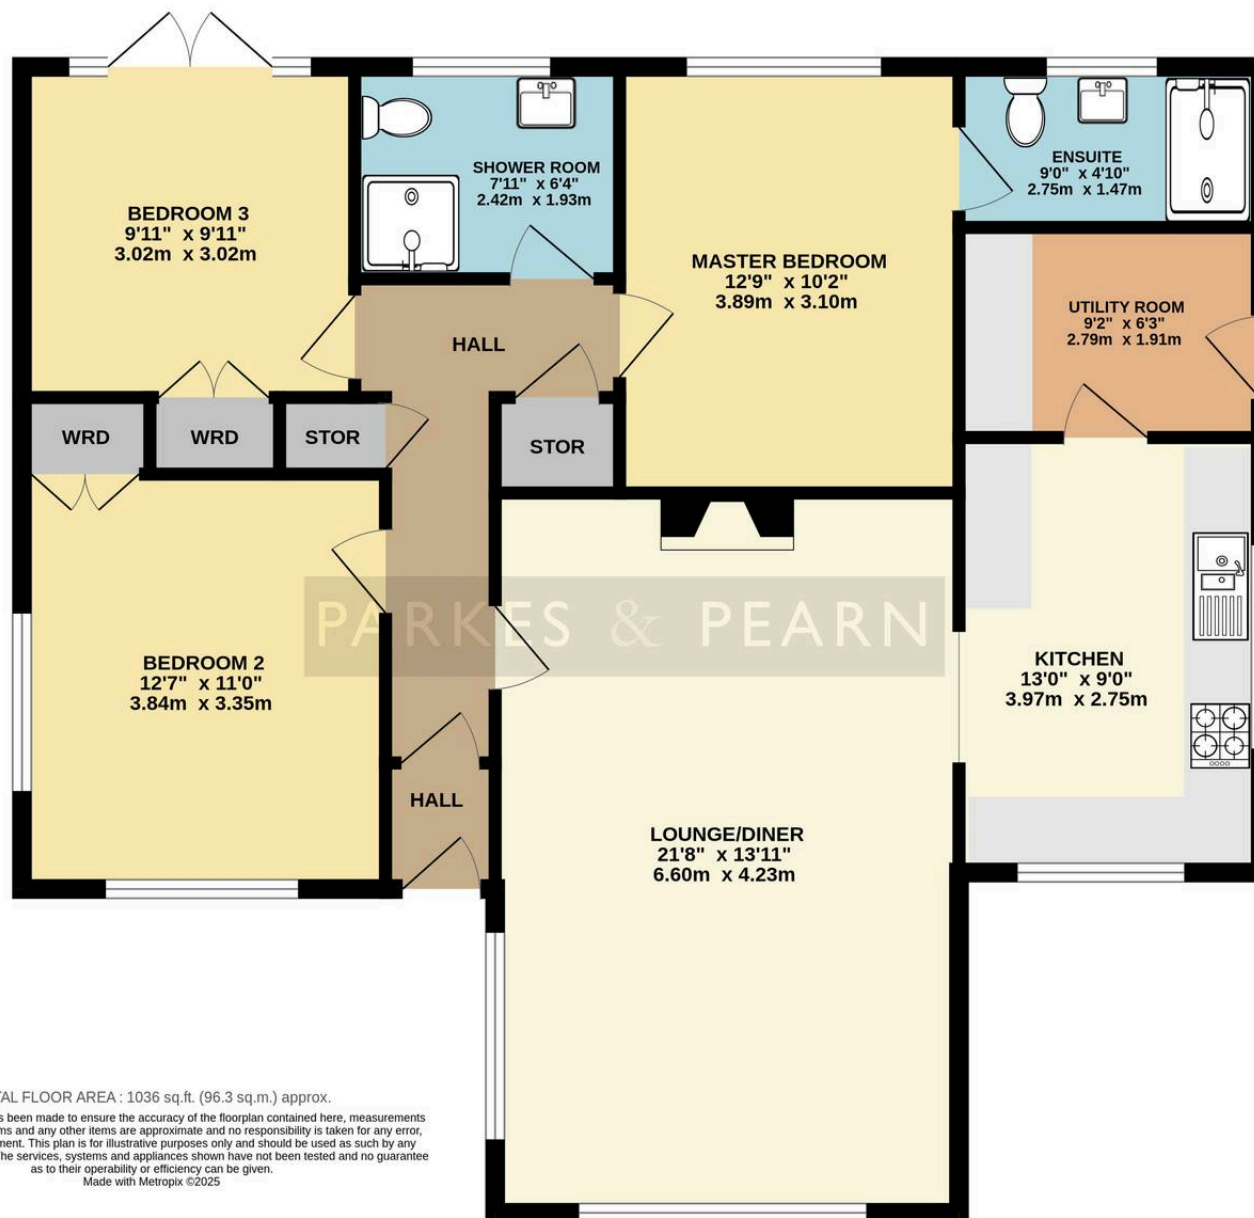 BEDROOM 3
9'11" x 9'11"
3.02m x 3.02m
SHOWER ROOM
7'11" x 6'4"
2.42m x 1.93m
MASTER BEDROOM
12'9" x 10'2"
3.89m x 3.10m
ENSUITE
9'0" x 4'10"
2.75m x 1.47m
UTILITY ROOM
9'2" x 6'3"
2.79m x 1.91m
HALL
WRD
WRD
STOR
STOR
PARKES & PEARN
BEDROOM 2
12'7" x 11'0"
3.84m x 3.35m
KITCHEN
13'0" x 9'0"
3.97m x 2.75m
HALL
LOUNGE/DINER
21'8" x 13'11"
6.60m x 4.23m
TAL FLOOR AREA : 1036 sq.ft. (96.3 sq.m.) approx.
s been made to ensure the accuracy of the floorplan contained here, measurements
ms and any other items are approximate and no responsibility is taken for any error,
ment. This plan is for illustrative purposes only and should be used as such by any
he services, systems and appliances shown have not been tested and no guarantee
as to their operability or efficiency can be given.
Made with Metropix ©2025